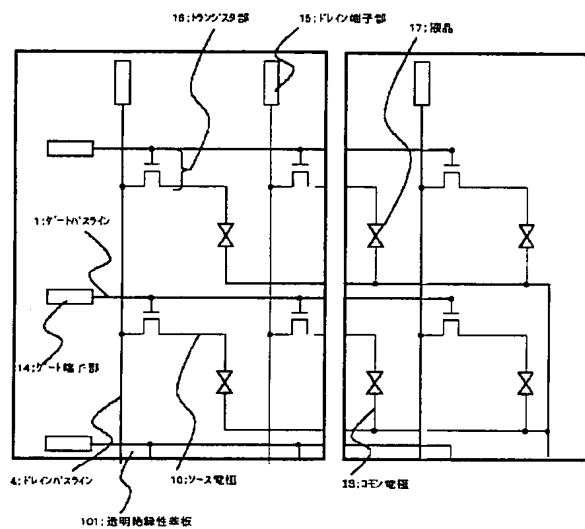 16;トランジスタ部
15;ドレイン端子部
17;液晶
1;ゲートバスライン
14;ゲート端子部
4;ドレインバスライン
10;ソース電極
18;コモン電極
101;透明絶縁性基板